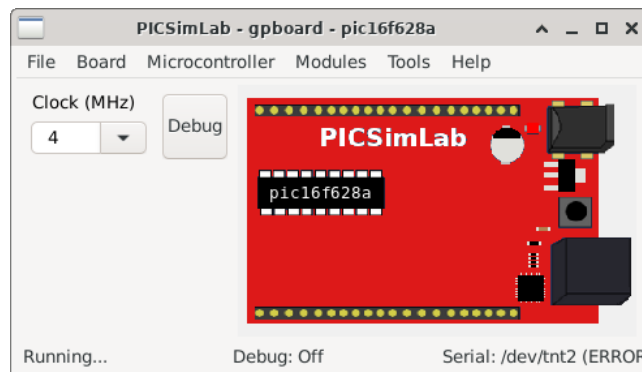 PICSimLab - gpboard - pic16f628a
File Board Microcontroller Modules Tools Help
Clock (MHz)
4
Debug
PICSimLab
pic16f628a
Running... Debug: Off Serial: /dev/tnt2 (ERROR